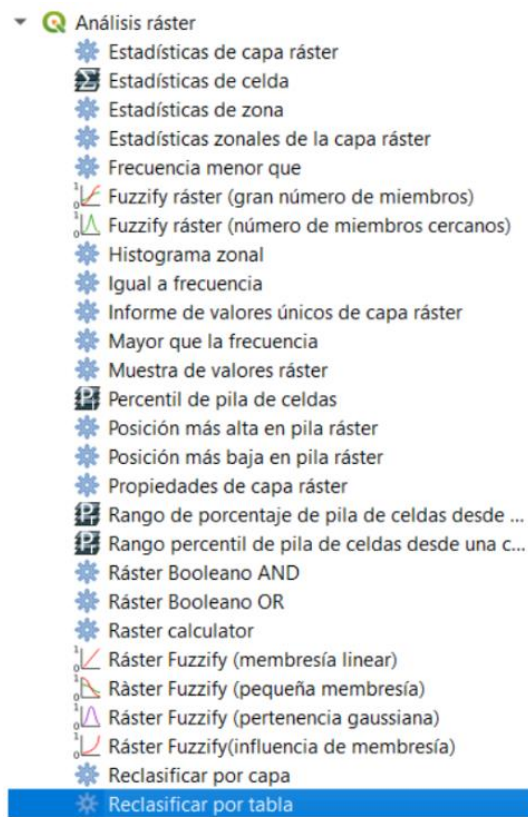 Análisis ráster
Estadísticas de capa ráster
Estadísticas de celda
Estadísticas de zona
Estadísticas zonales de la capa ráster
Frecuencia menor que
Fuzzify ráster (gran número de miembros)
Fuzzify ráster (número de miembros cercanos)
Histograma zonal
Igual a frecuencia
Informe de valores únicos de capa ráster
Mayor que la frecuencia
Muestra de valores ráster
Percentil de pila de celdas
Posición más alta en pila ráster
Posición más baja en pila ráster
Propiedades de capa ráster
Rango de porcentaje de pila de celdas desde ...
Rango percentil de pila de celdas desde una c...
Ráster Booleano AND
Ráster Booleano OR
Raster calculator
Ráster Fuzzify (membresía linear)
Ràster Fuzzify (pequeña membresía)
Ráster Fuzzify (pertenencia gaussiana)
Ráster Fuzzify(influencia de membresía)
Reclasificar por capa
Reclasificar por tabla